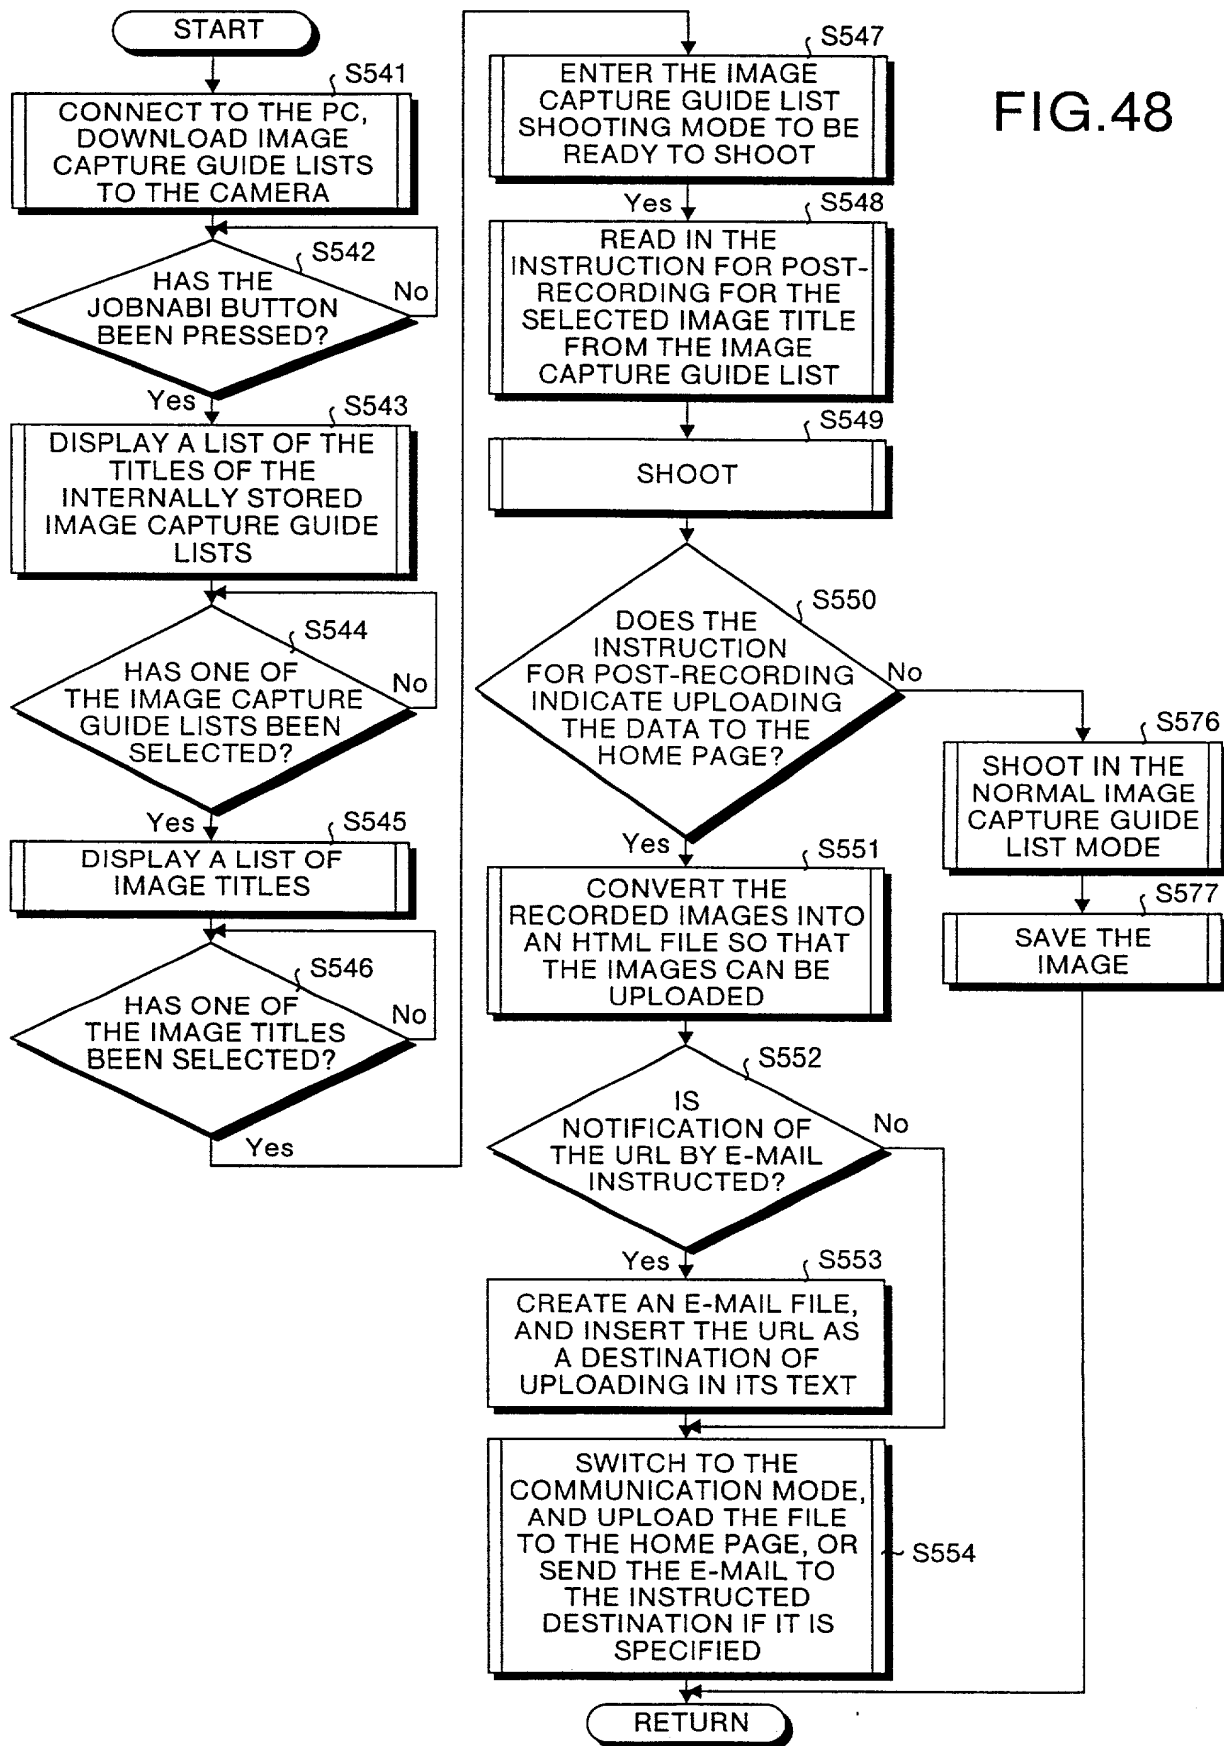 FIG.48
START
S541
CONNECT TO THE PC,
DOWNLOAD IMAGE
CAPTURE GUIDE LISTS
TO THE CAMERA
S542
HAS THE
JOBNABI BUTTON
BEEN PRESSED?
No
Yes
S543
DISPLAY A LIST OF THE
TITLES OF THE
INTERNALLY STORED
IMAGE CAPTURE GUIDE
LISTS
S544
HAS ONE OF
THE IMAGE CAPTURE
GUIDE LISTS BEEN
SELECTED?
No
Yes
S545
DISPLAY A LIST OF
IMAGE TITLES
S546
HAS ONE OF
THE IMAGE TITLES
BEEN SELECTED?
No
Yes
S547
ENTER THE IMAGE
CAPTURE GUIDE LIST
SHOOTING MODE TO BE
READY TO SHOOT
Yes
S548
READ IN THE
INSTRUCTION FOR POST-
RECORDING FOR THE
SELECTED IMAGE TITLE
FROM THE IMAGE
CAPTURE GUIDE LIST
S549
SHOOT
S550
DOES THE
INSTRUCTION
FOR POST-RECORDING
INDICATE UPLOADING
THE DATA TO THE
HOME PAGE?
No
Yes
S551
CONVERT THE
RECORDED IMAGES INTO
AN HTML FILE SO THAT
THE IMAGES CAN BE
UPLOADED
S552
IS
NOTIFICATION OF
THE URL BY E-MAIL
INSTRUCTED?
No
Yes
S553
CREATE AN E-MAIL FILE,
AND INSERT THE URL AS
A DESTINATION OF
UPLOADING IN ITS TEXT
SWITCH TO THE
COMMUNICATION MODE,
AND UPLOAD THE FILE
TO THE HOME PAGE, OR
SEND THE E-MAIL TO
THE INSTRUCTED
DESTINATION IF IT IS
SPECIFIED
S554
S576
SHOOT IN THE
NORMAL IMAGE
CAPTURE GUIDE
LIST MODE
S577
SAVE THE
IMAGE
RETURN